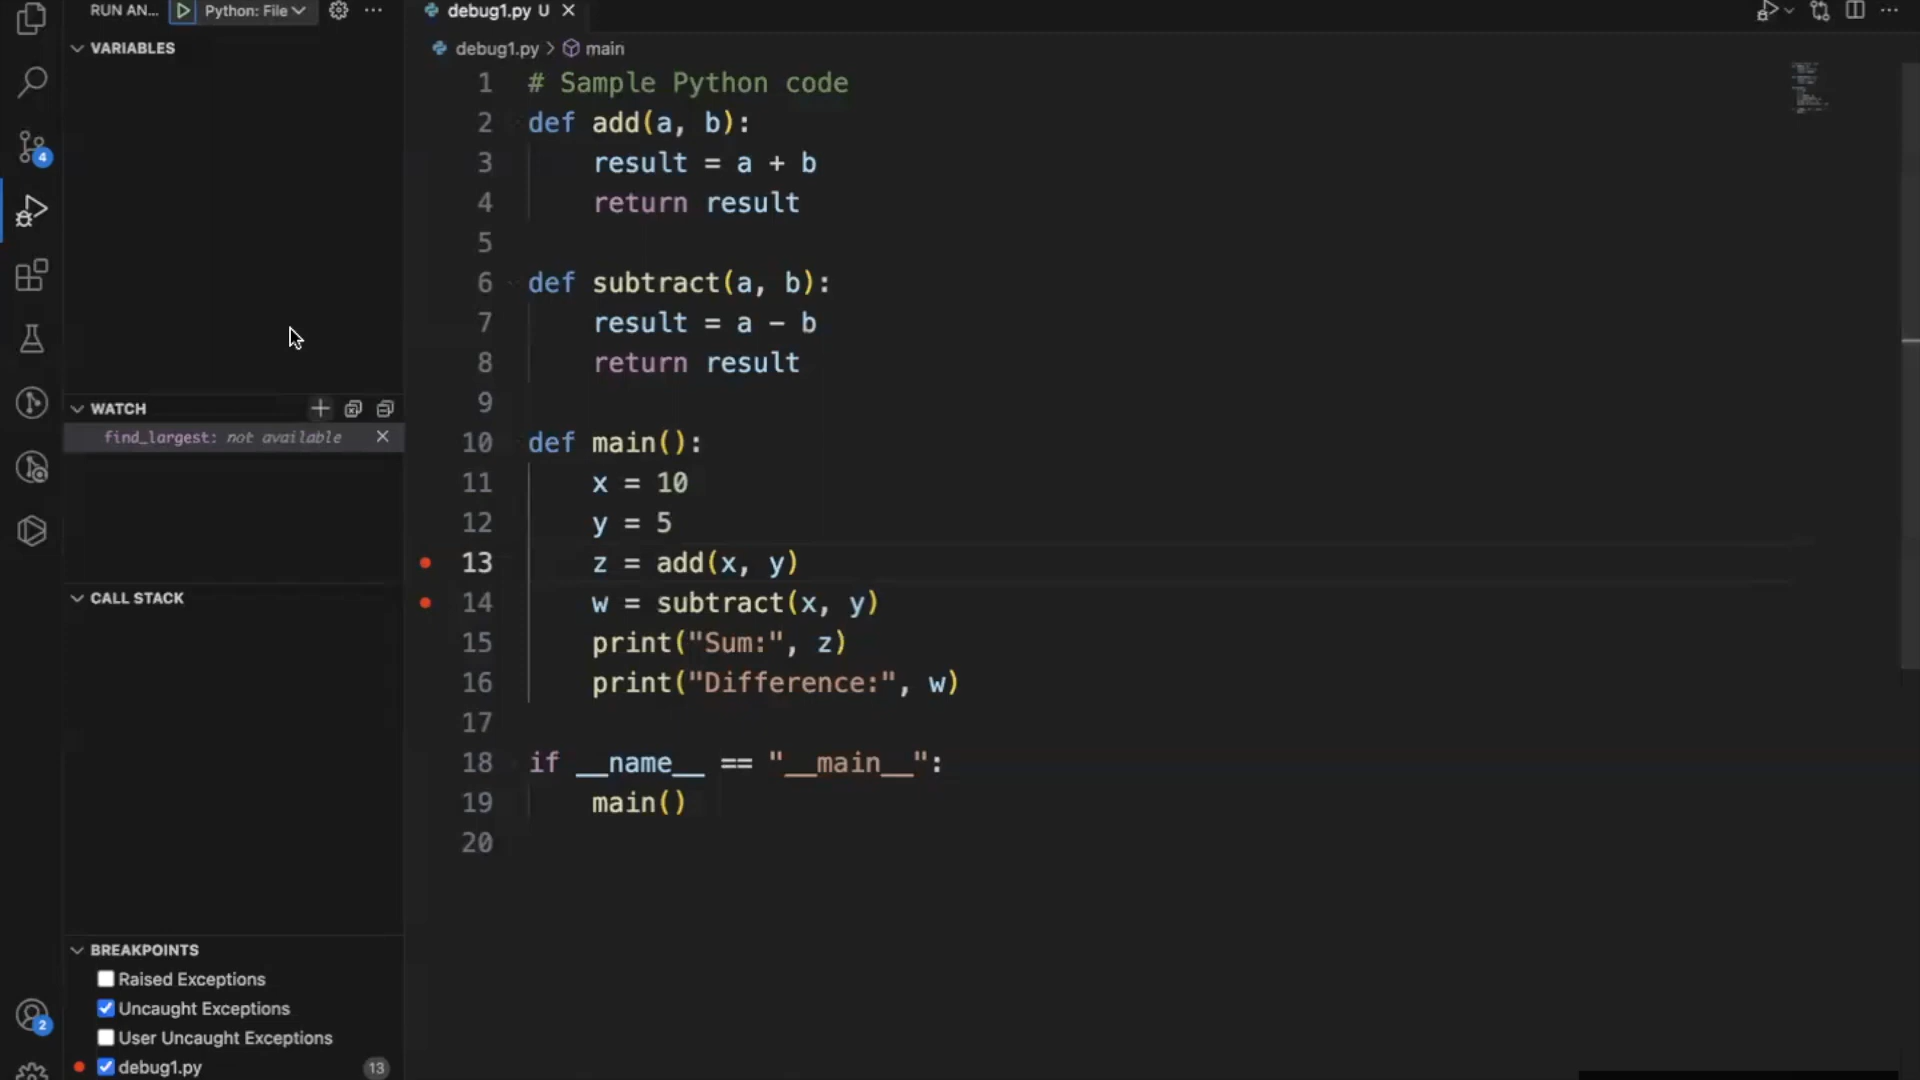 RUN AN... Python: File ...
VARIABLES
4
WATCH
find_largest: not available
CALL STACK
BREAKPOINTS
Raised Exceptions
Uncaught Exceptions
User Uncaught Exceptions
debug1.py 13
2
debug1.py U
debug1.py > main
1 # Sample Python code
2 def add(a, b):
3 result = a + b
4 return result
5
6 def subtract(a, b):
7 result = a - b
8 return result
9
10 def main():
11 x = 10
12 y = 5
13 z = add(x, y)
14 w = subtract(x, y)
15 print("Sum:", z)
16 print("Difference:", w)
17
18 if __name__ == "__main__":
19 main()
20